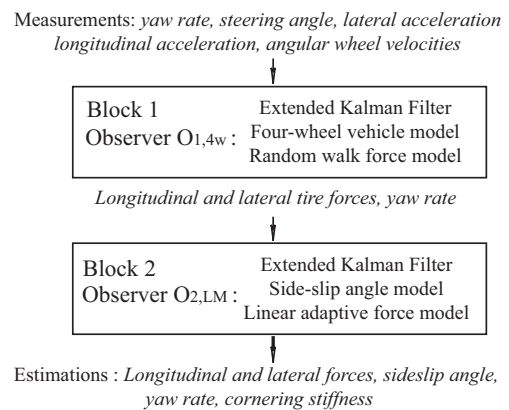 Measurements: yaw rate, steering angle, lateral acceleration
longitudinal acceleration, angular wheel velocities
Block 1
Observer O1,4w :
Extended Kalman Filter
Four-wheel vehicle model
Random walk force model
Longitudinal and lateral tire forces, yaw rate
Block 2
Observer O2,LM :
Extended Kalman Filter
Side-slip angle model
Linear adaptive force model
Estimations : Longitudinal and lateral forces, sideslip angle,
yaw rate, cornering stiffness